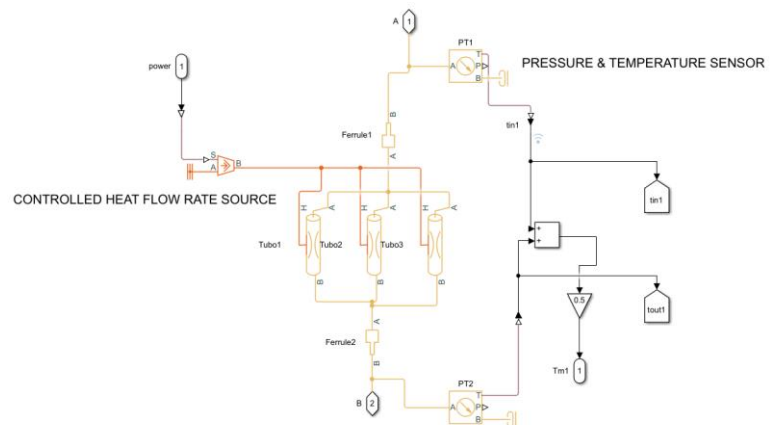 A 1
PT1
T
A P
B
PRESSURE & TEMPERATURE SENSOR
power 1
B
tin1
Ferrule1
S
A B
A
CONTROLLED HEAT FLOW RATE SOURCE
tin1
H A H A H A
+
+
Tubo1 Tubo2 Tubo3
B B B
0.5
tout1
A
Ferrule2
B
Tm1 1
PT2
T
B 2
A P
B